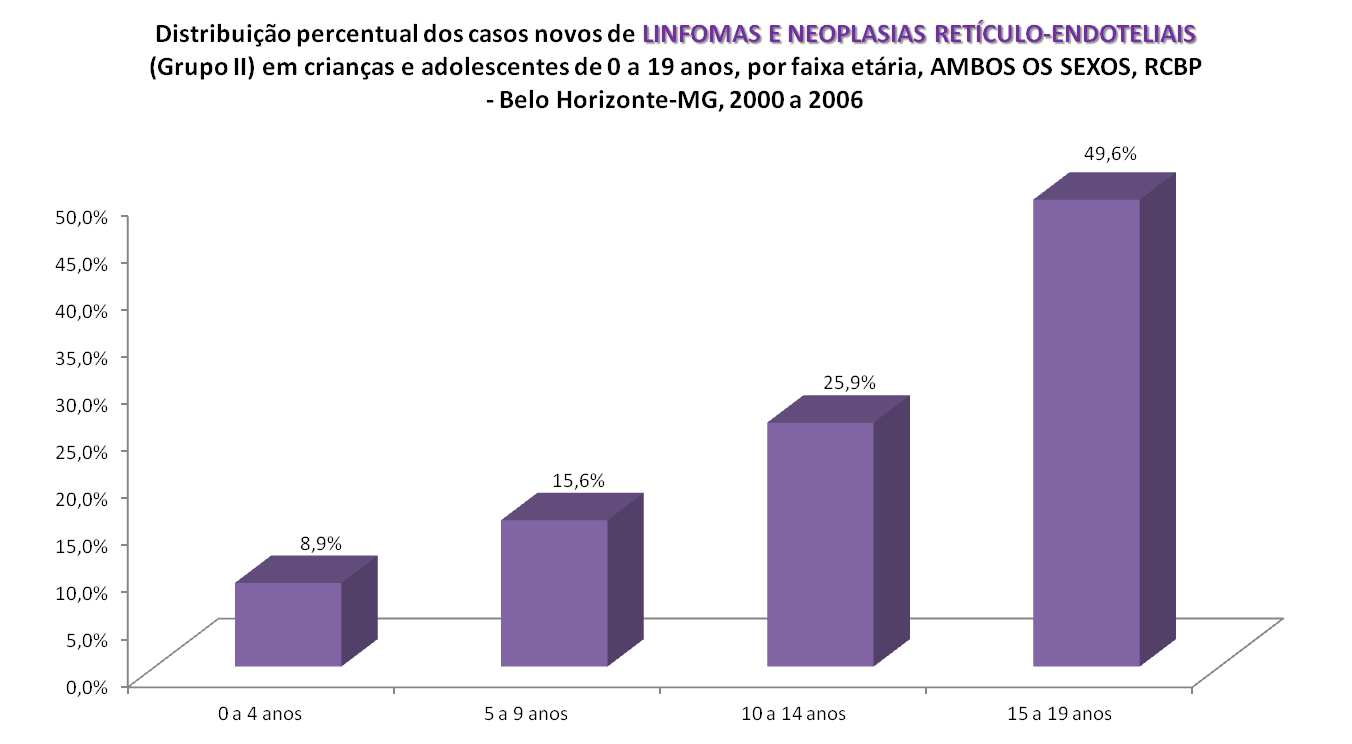 Distribuição percentual dos casos novos de LINFOMAS E NEOPLASIAS RETÍCULO-ENDOTELIAIS
(Grupo II) em crianças e adolescentes de 0 a 19 anos, por faixa etária, AMBOS OS SEXOS, RCBP
- Belo Horizonte-MG, 2000 a 2006
49,6%
50,0%
45,0%
40,0%
25,9%
35,0%
30,0%
25,0%
15,6%
20,0%
8,9%
15,0%
10,0%
5,0%
0,0%
0 a 4 anos
5 a 9 anos
10 a 14 anos
15 a 19 anos